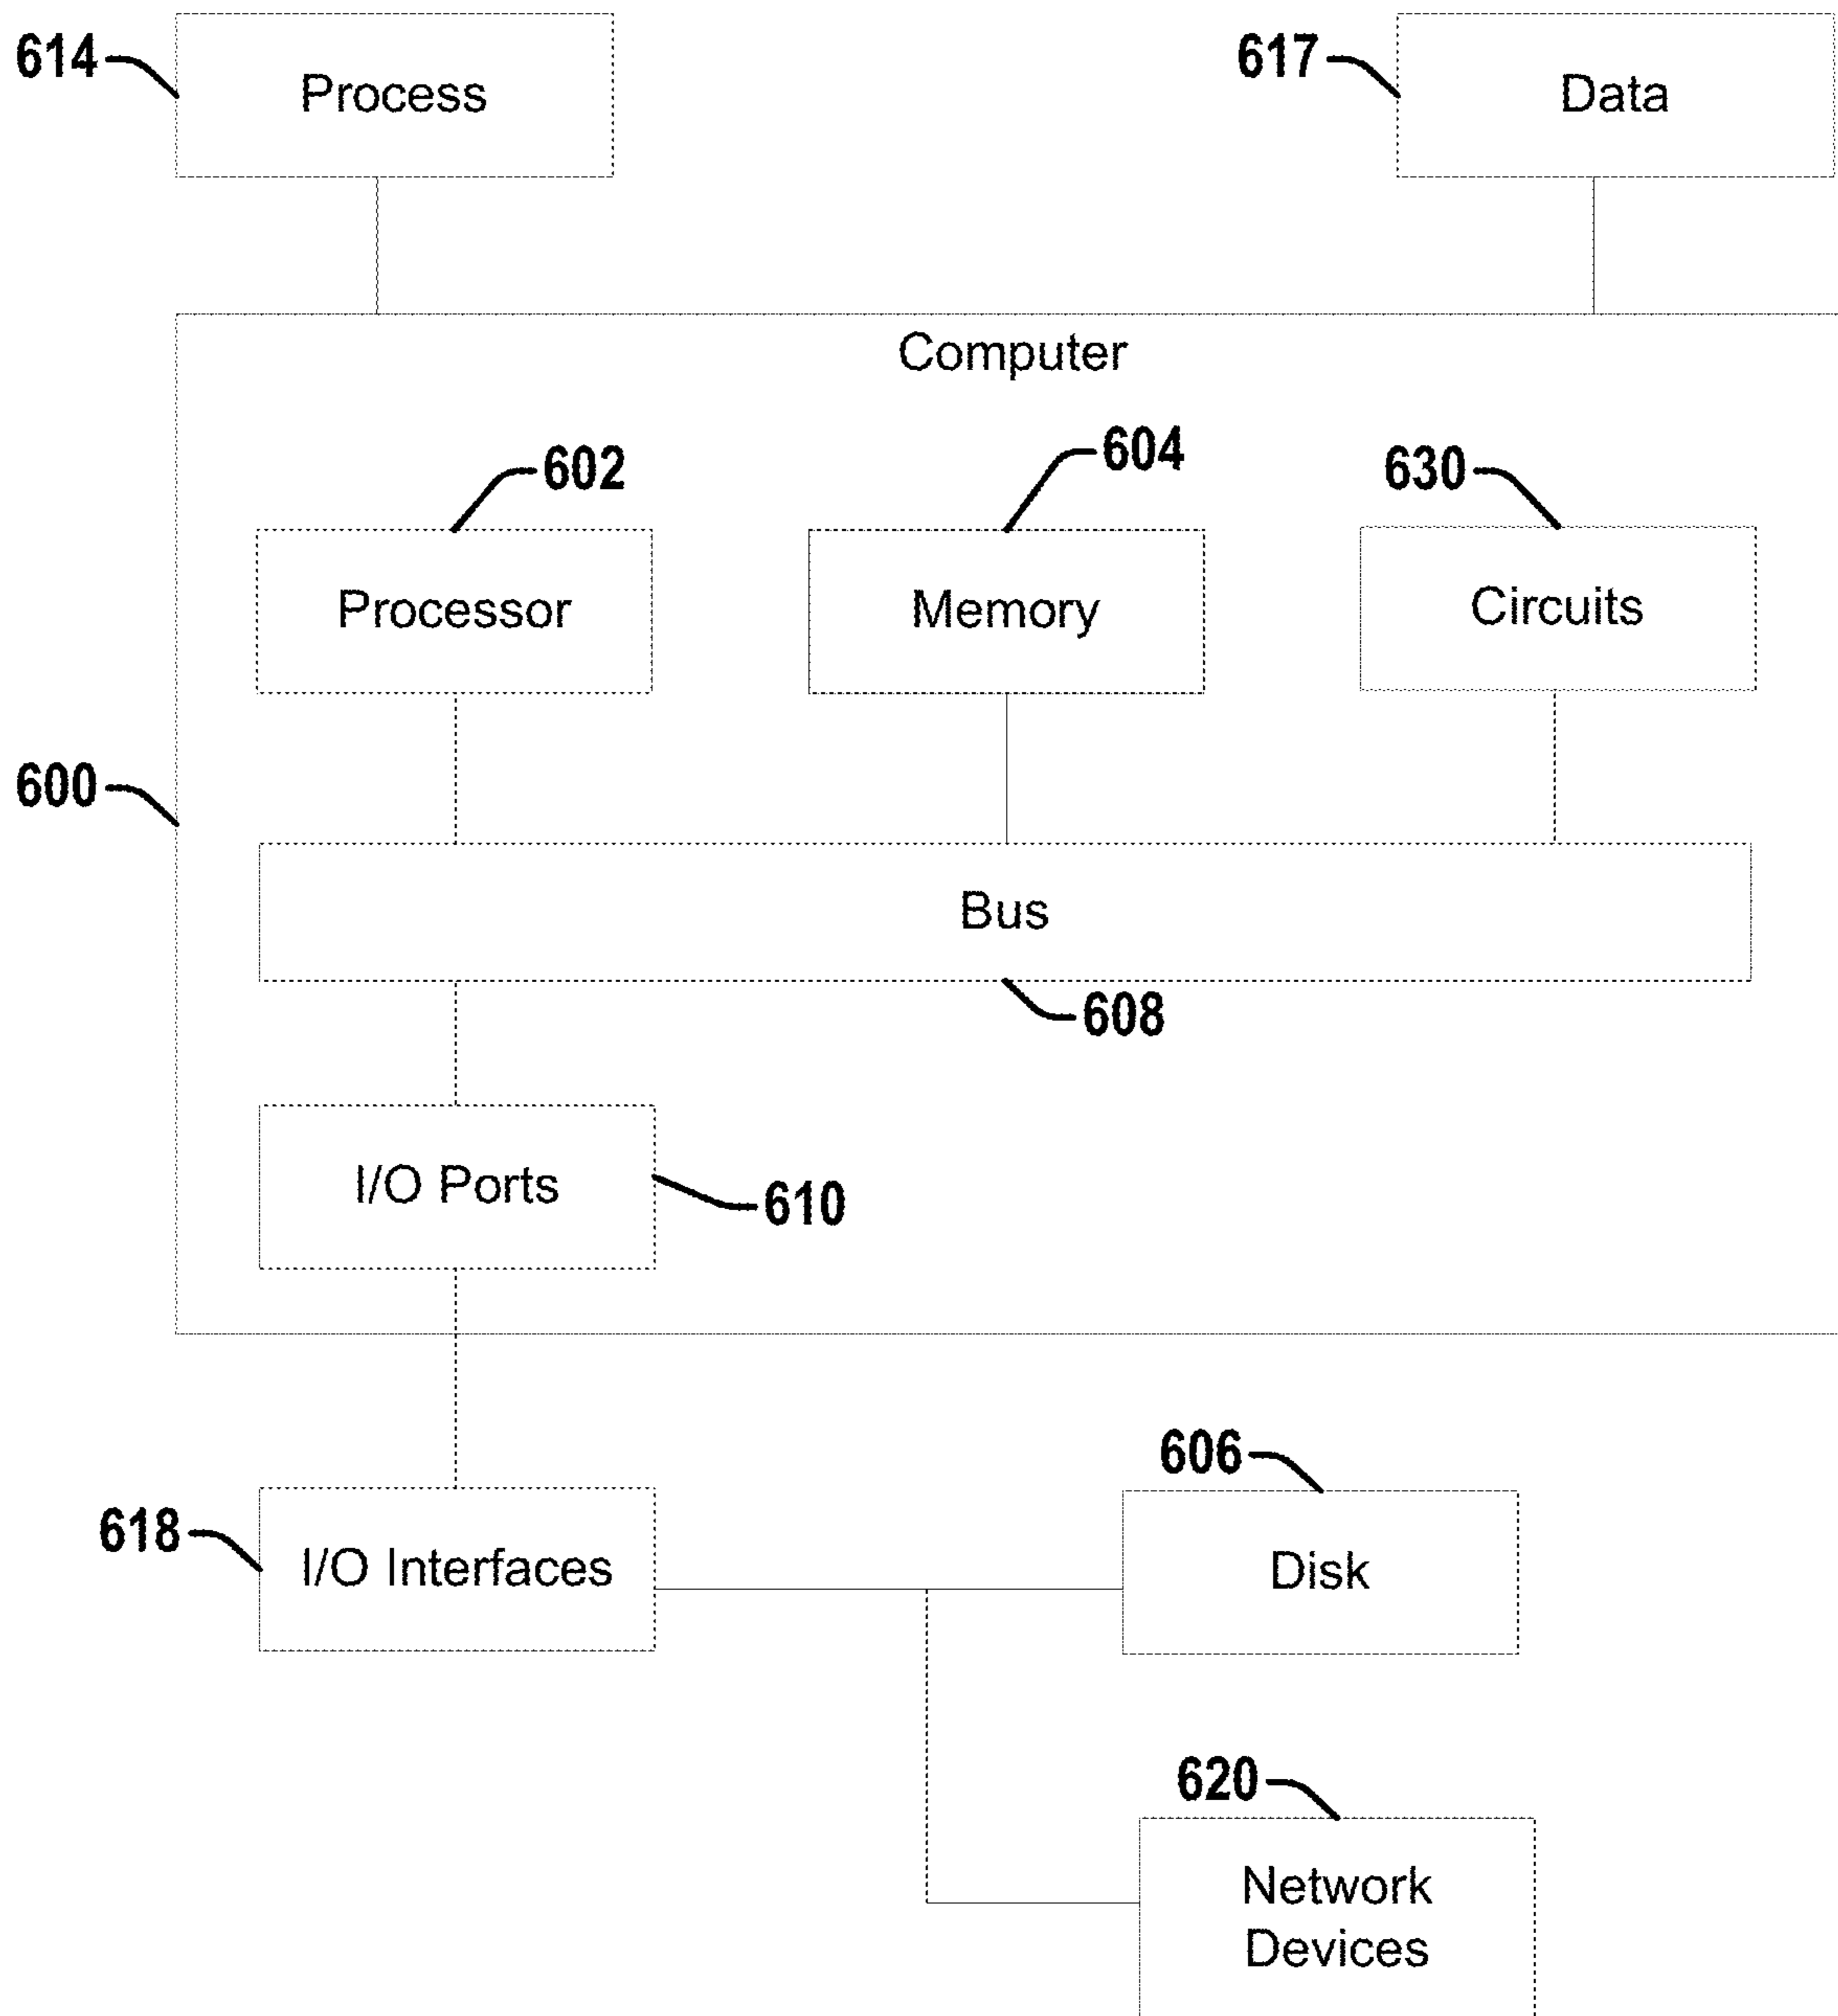 614
Process
617
Data
Computer
602
604
630
Processor
Memory
Circuits
600
Bus
608
I/O Ports
610
606
618
I/O Interfaces
Disk
620
Network
Devices